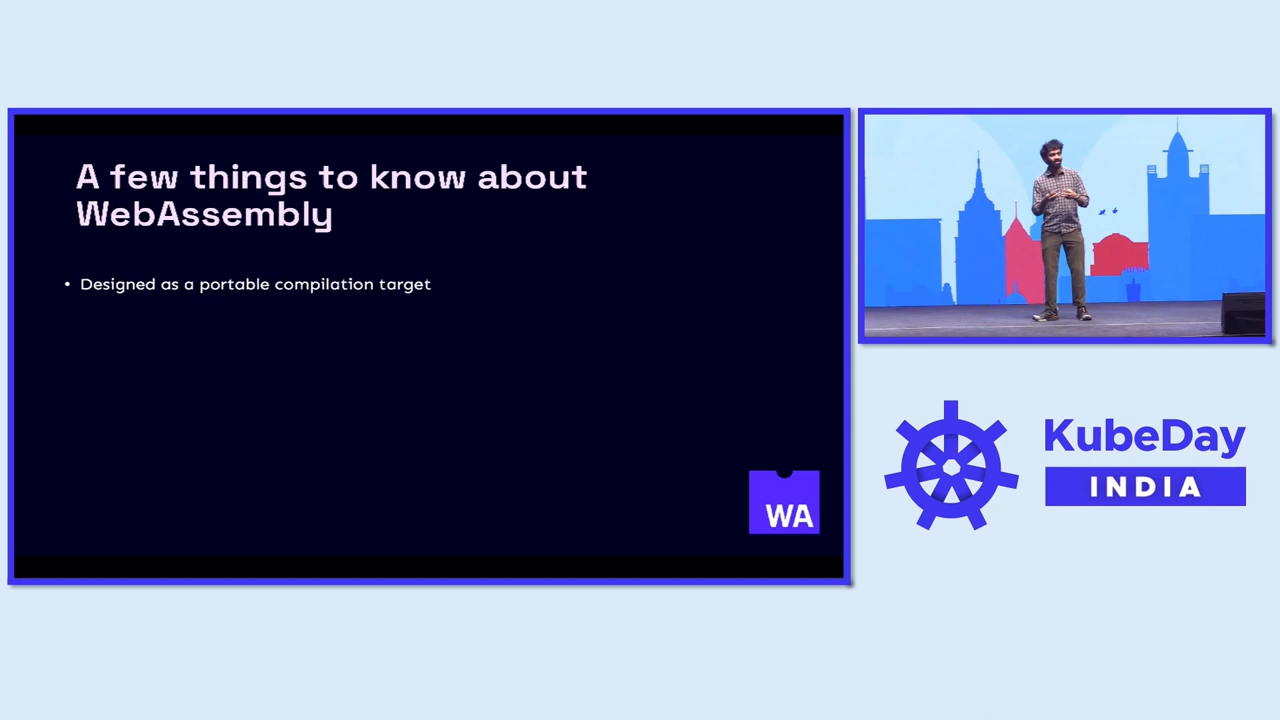 A few things to know about
WebAssembly
• Designed as a portable compilation target
WA
KubeDay
INDIA